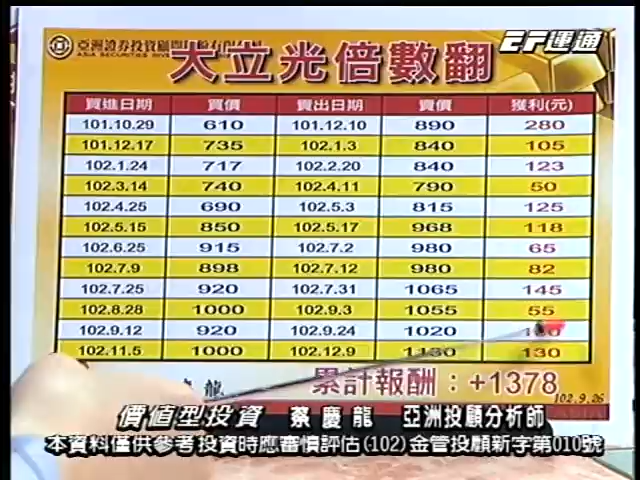 EF運通
亞洲證券投資顧問股份有限公司
大立光倍數翻
買進日期 買價 賣出日期 賣價 獲利(元)
101.10.29 610 101.12.10 890 280
101.12.17 735 102.1.3 840 105
102.1.24 717 102.2.20 840 123
102.3.14 740 102.4.11 790 50
102.4.25 690 102.5.3 815 125
102.5.15 850 102.5.17 968 118
102.6.25 915 102.7.2 980 65
102.7.9 898 102.7.12 980 82
102.7.25 920 102.7.31 1065 145
102.8.28 1000 102.9.3 1055 55
102.9.12 920 102.9.24 1020
102.11.5 1000 102.12.9 1130 130
龍 累計報酬：+1378
102.9.26
價值型投資 蔡慶龍 亞洲投顧分析師
本資料僅供參考投資時應審慎評估(102)金管投顧新字第010號